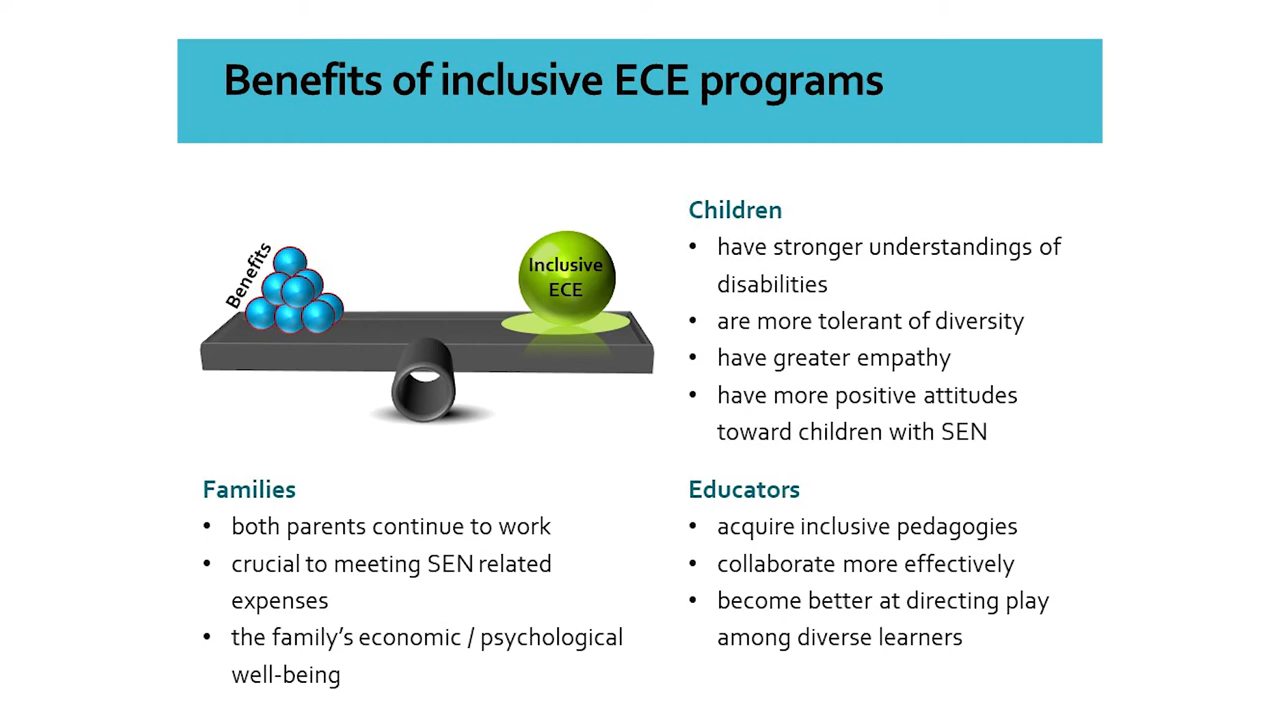 Benefits of inclusive ECE programs
Benefits
Inclusive
ECE
Children
• have stronger understandings of
disabilities
• are more tolerant of diversity
• have greater empathy
• have more positive attitudes
toward children with SEN
Families
• both parents continue to work
• crucial to meeting SEN related
expenses
• the family's economic / psychological
well-being
Educators
• acquire inclusive pedagogies
• collaborate more effectively
• become better at directing play
among diverse learners